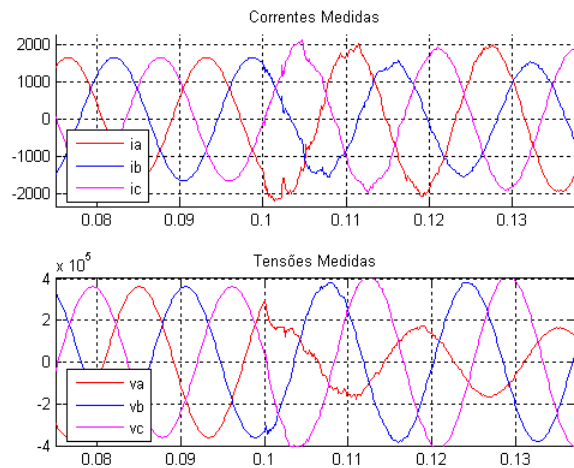 Correntes Medidas
2000
1000
0
-1000
-2000
ia
ib
ic
0.08
0.09
0.1
0.11
0.12
0.13
x 10^5
Tensões Medidas
4
2
0
-2
-4
va
vb
vc
0.08
0.09
0.1
0.11
0.12
0.13